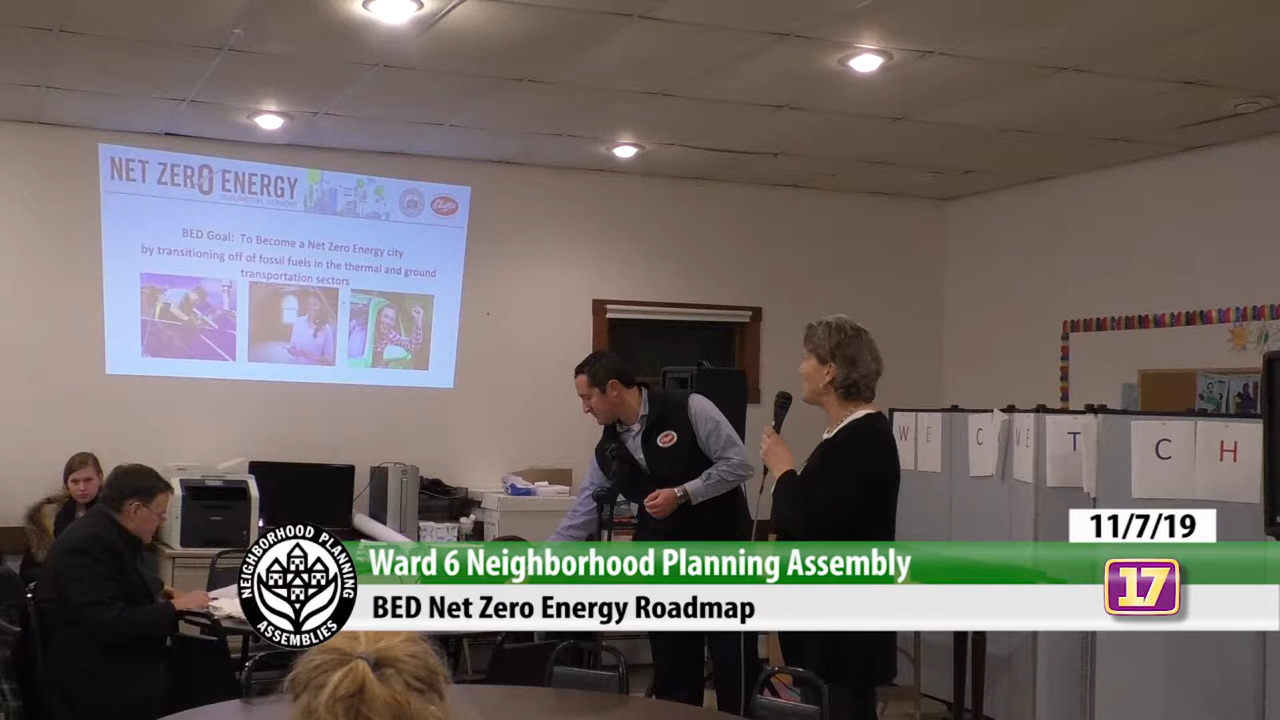 NET ZERO ENERGY
BED Goal: To Become a Net Zero Energy city
by transitioning off of fossil fuels in the thermal and ground
transportation sectors
W E C T C H
11/7/19
Ward 6 Neighborhood Planning Assembly
BED Net Zero Energy Roadmap
17
NEIGHBORHOOD PLANNING
ASSEMBLIES